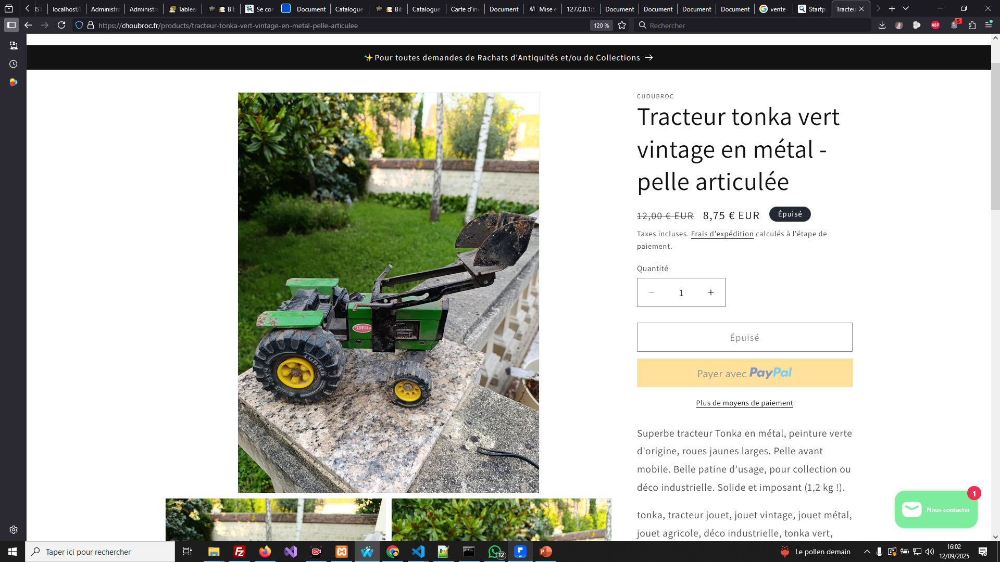 localhost/
Administra
Administra
Tablea
Bib
Se con
Document
Catalogue
Bib
Catalogue
Carte d'in
Document
Mise e
127.0.0.1:5
Document
Document
Document
Document
vente
Startp
Tracteu
https://choubroc.fr/products/tracteur-tonka-vert-vintage-en-metal-pelle-articulee
120 %
Rechercher
ABP
5
✨Pour toutes demandes de Rachats d'Antiquités et/ou de Collections →
CHOUBROC
Tracteur tonka vert
vintage en métal -
pelle articulée
12,00 € EUR 8,75 € EUR Épuisé
Taxes incluses. Frais d'expédition calculés à l'étape de
paiement.
Quantité
− 1 +
Épuisé
Payer avec PayPal
Plus de moyens de paiement
Superbe tracteur Tonka en métal, peinture verte
d'origine, roues jaunes larges. Pelle avant
mobile. Belle patine d’usage, pour collection ou
déco industrielle. Solide et imposant (1,2 kg !).
tonka, tracteur jouet, jouet vintage, jouet métal,
jouet agricole, déco industrielle, tonka vert,
Tonka
Tonka
1
Nous contacter
Taper ici pour rechercher
12
Le pollen demain
16:02
12/09/2025